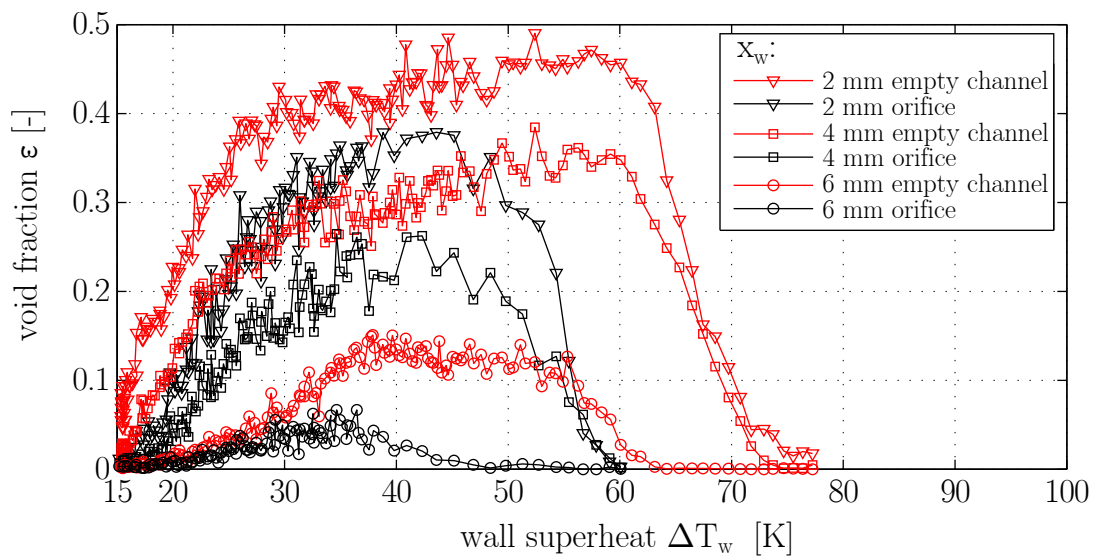 0.5
0.4
0.3
0.2
0.1
0
void fraction ε [-]
x_w:
2 mm empty channel
2 mm orifice
4 mm empty channel
4 mm orifice
6 mm empty channel
6 mm orifice
15 20 30 40 50 60 70 80 90 100
wall superheat ΔT_w [K]